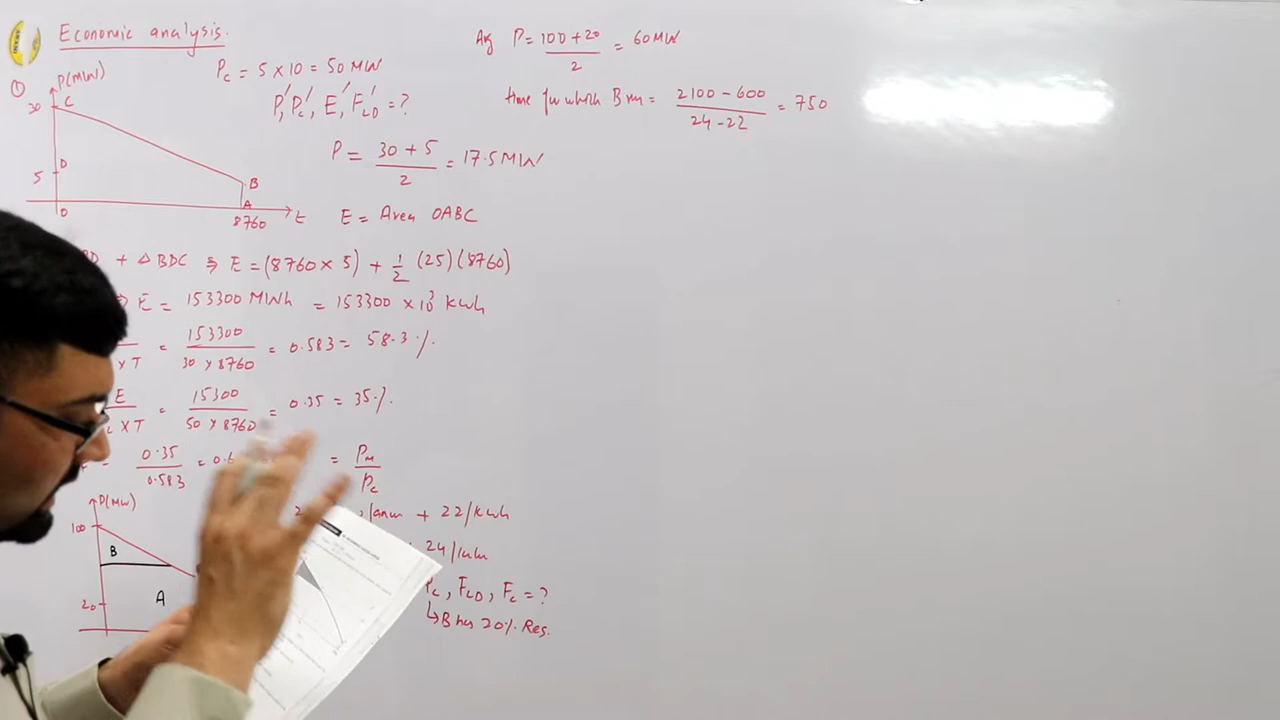 Economic analysis.
①
P(MW)
30
C
D
5
O
B
A
8760
t
Pc = 5 x 10 = 50 MW
P', Pc', E', FLD' = ?
P = 30 + 5 / 2 = 17.5 MW
E = Area OABC
BD + △BDC ⇒ E = (8760 x 5) + 1/2 (25)(8760)
⇒ E = 153300 MWh = 153300 x 10³ kwh
x T = 153300 / 30 x 8760 = 0.583 = 58.3 %.
E / x T = 15300 / 50 x 8760 = 0.35 = 35 %.
= 0.35 / 0.583 = 0.6 = PM / Pc
P(MW)
100
B
20
A
/anum + 22/kwh
24/kwh
Pc, FLD, Fc = ?
↳ B has 20% Res.
Avg P = 100 + 20 / 2 = 60 MW
time for which B run = 2100 - 600 / 24 - 22 = 750